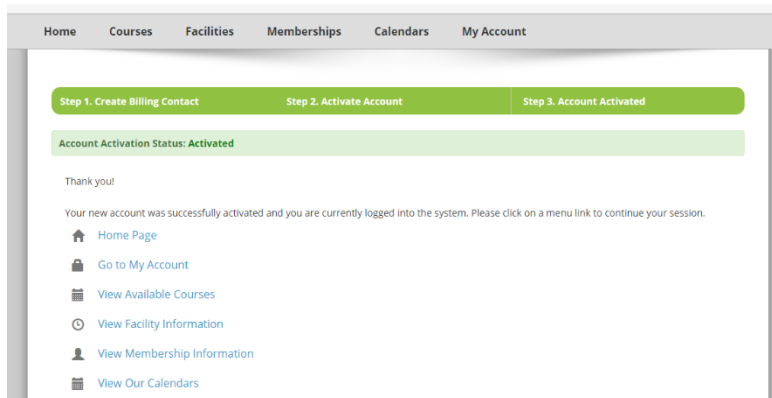 Home Courses Facilities Memberships Calendars My Account
Step 1. Create Billing Contact Step 2. Activate Account Step 3. Account Activated
Account Activation Status: Activated
Thank you!
Your new account was successfully activated and you are currently logged into the system. Please click on a menu link to continue your session.
Home Page
Go to My Account
View Available Courses
View Facility Information
View Membership Information
View Our Calendars